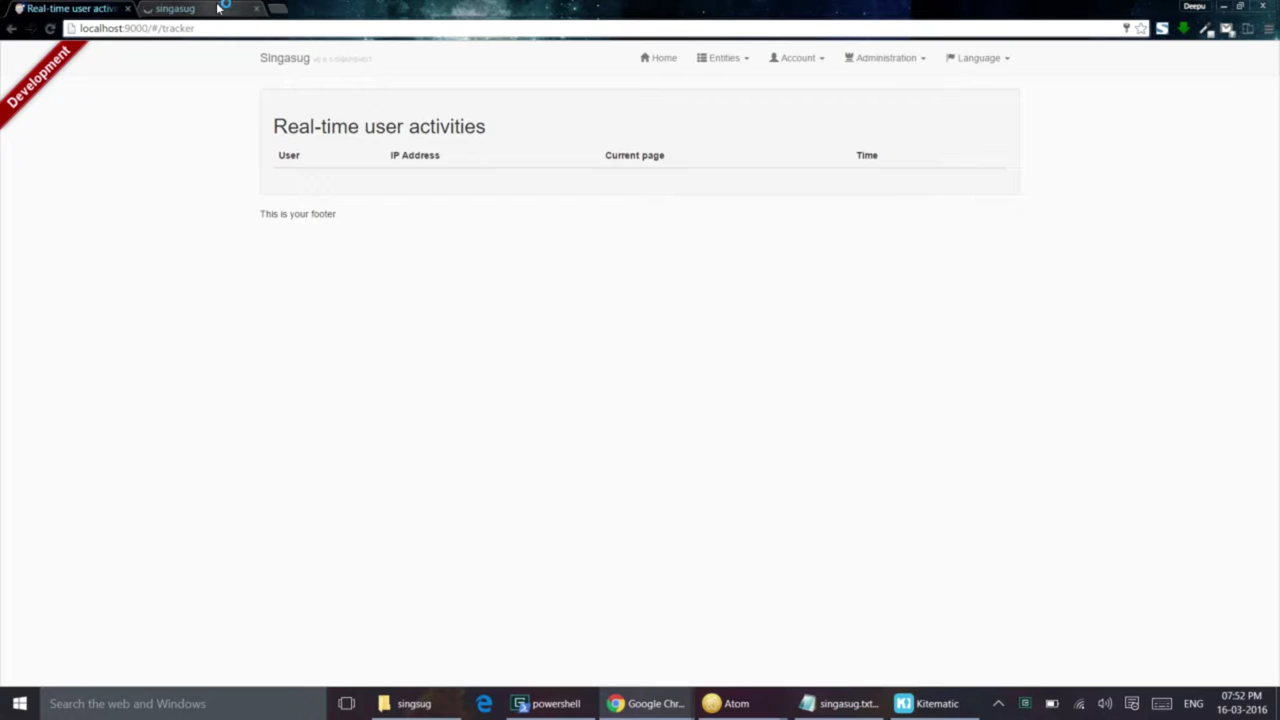 Real-time user activi
singasug
Deepu
localhost:9000/#/tracker
Development
Singasug
Home
Entities
Account
Administration
Language
Real-time user activities
User IP Address Current page Time
This is your footer
Search the web and Windows
singsug
powershell
Google Chr...
Atom
singasug.txt...
Kitematic
ENG
07:52 PM
16-03-2016